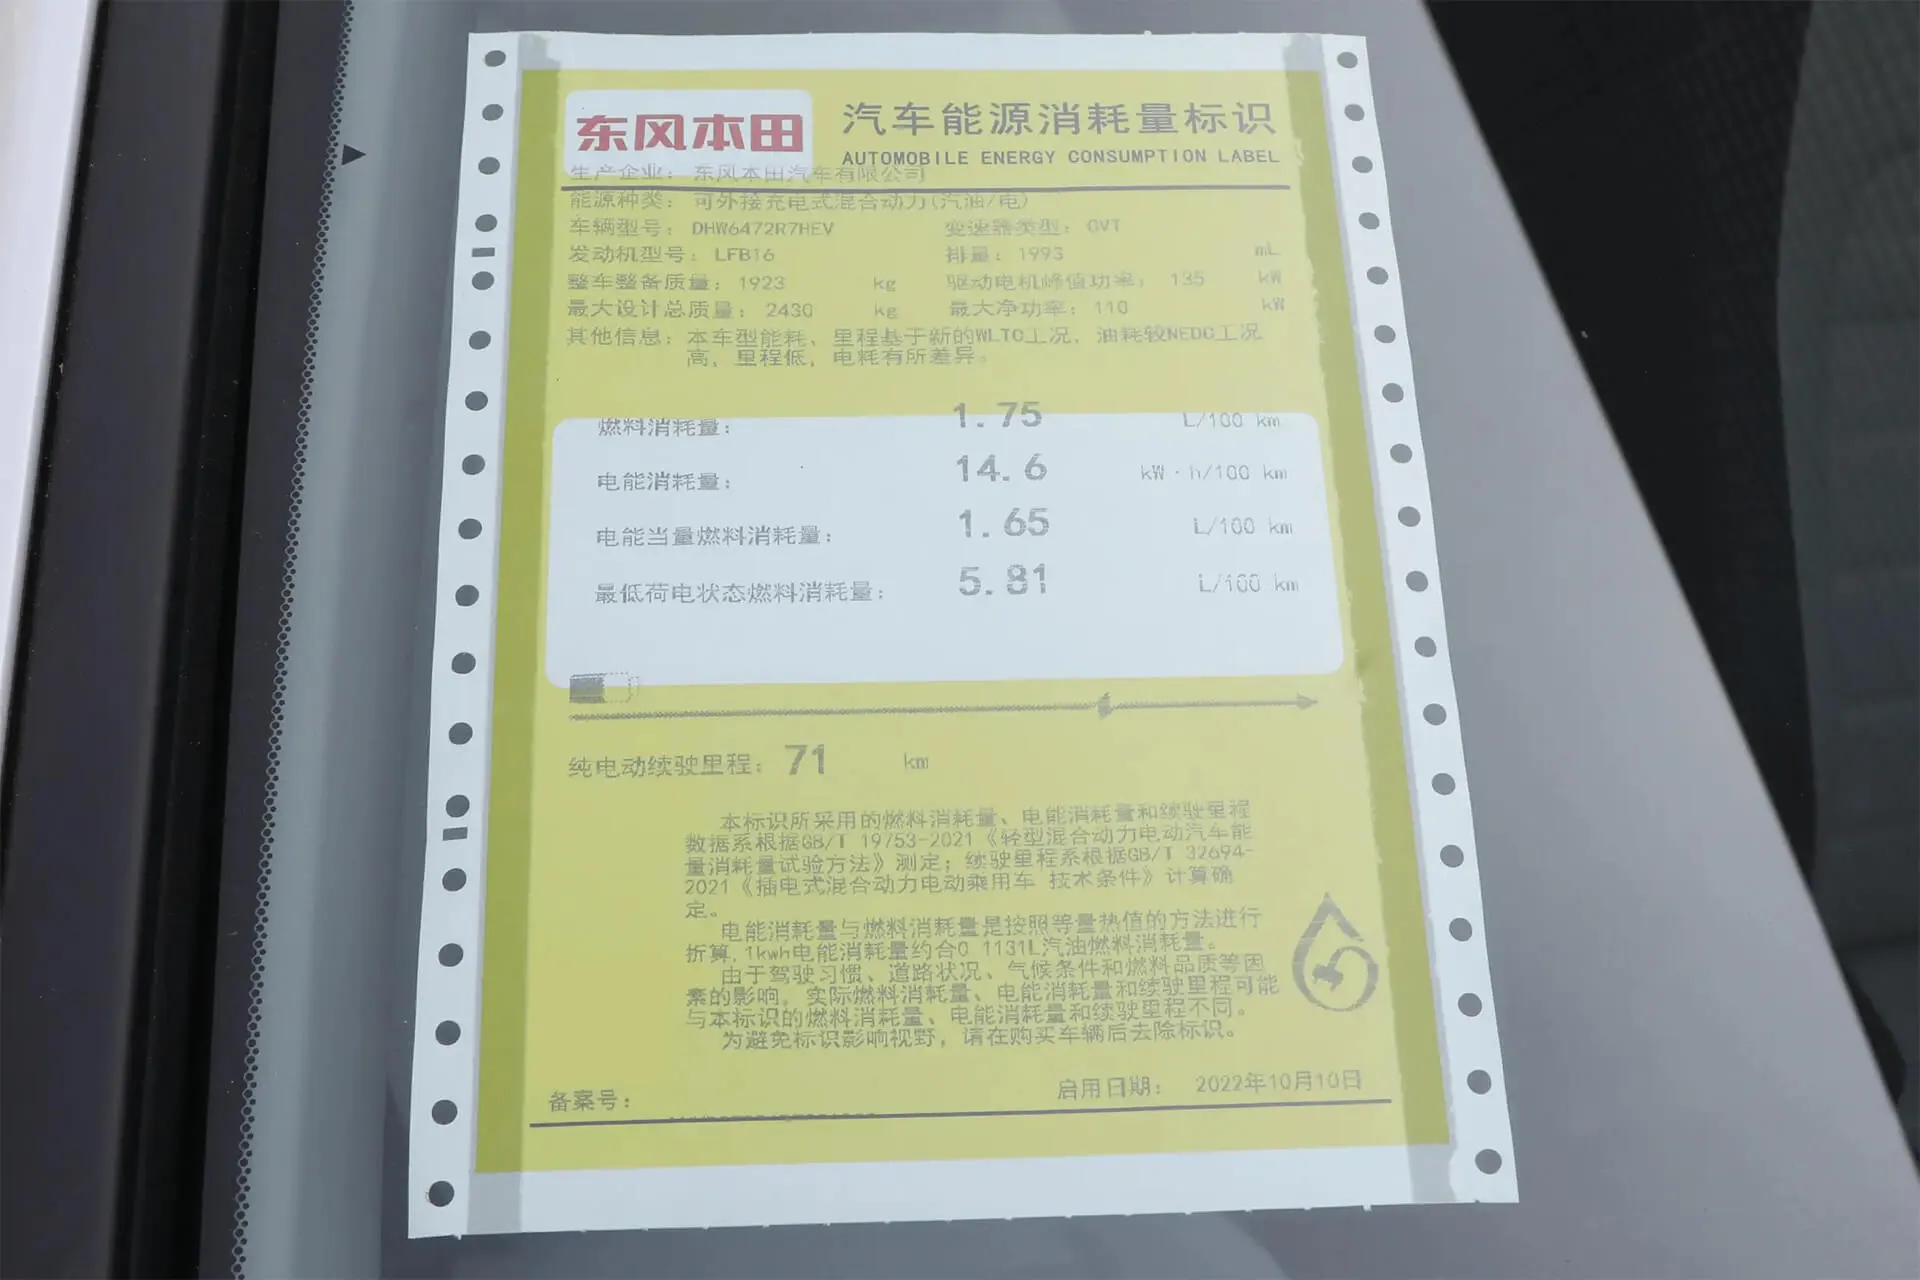 东风本田
汽车能源消耗量标识
AUTOMOBILE ENERGY CONSUMPTION LABEL
生产企业： 东风本田汽车有限公司
能源种类： 可外接充电式混合动力(汽油/电)
车辆型号： DHW6472R7HEV 变速器类型： CVT
发动机型号： LFB16 排量： 1993 mL
整车整备质量： 1923 kg 驱动电机峰值功率： 135 kW
最大设计总质量： 2430 kg 最大净功率： 110 kW
其他信息： 本车型能耗、里程基于新的WLTC工况，油耗较NEDC工况
高，里程低，电耗有所差异。
燃料消耗量： 1.75 L/100 km
电能消耗量： 14.6 kW·h/100 km
电能当量燃料消耗量： 1.65 L/100 km
最低荷电状态燃料消耗量： 5.81 L/100 km
纯电动续驶里程： 71 km
本标识所采用的燃料消耗量、电能消耗量和续驶里程
数据系根据GB/T 19753-2021《轻型混合动力电动汽车能
量消耗量试验方法》测定；续驶里程系根据GB/T 32694-
2021《插电式混合动力电动乘用车 技术条件》计算确
定。
电能消耗量与燃料消耗量是按照等量热值的方法进行
折算，1kwh电能消耗量约合0 1131L汽油燃料消耗量。
由于驾驶习惯、道路状况、气候条件和燃料品质等因
素的影响，实际燃料消耗量、电能消耗量和续驶里程可能
与本标识的燃料消耗量、电能消耗量和续驶里程不同。
为避免标识影响视野，请在购买车辆后去除标识。
备案号： 启用日期： 2022年10月10日